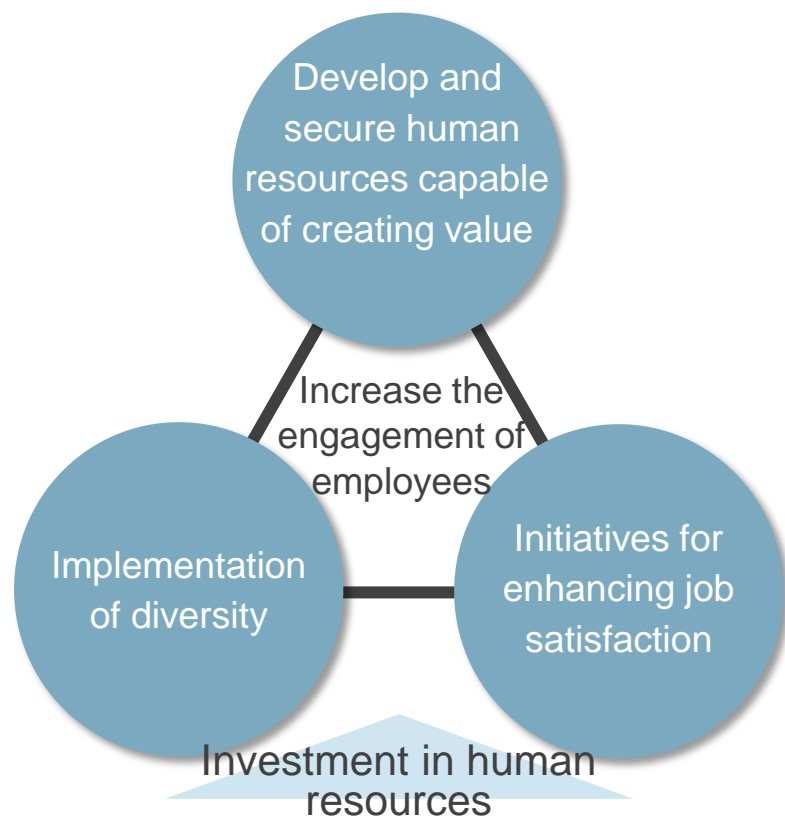 Develop and
secure human
resources capable
of creating value
Increase the
engagement of
employees
Implementation
of diversity
Initiatives for
enhancing job
satisfaction
Investment in human
resources